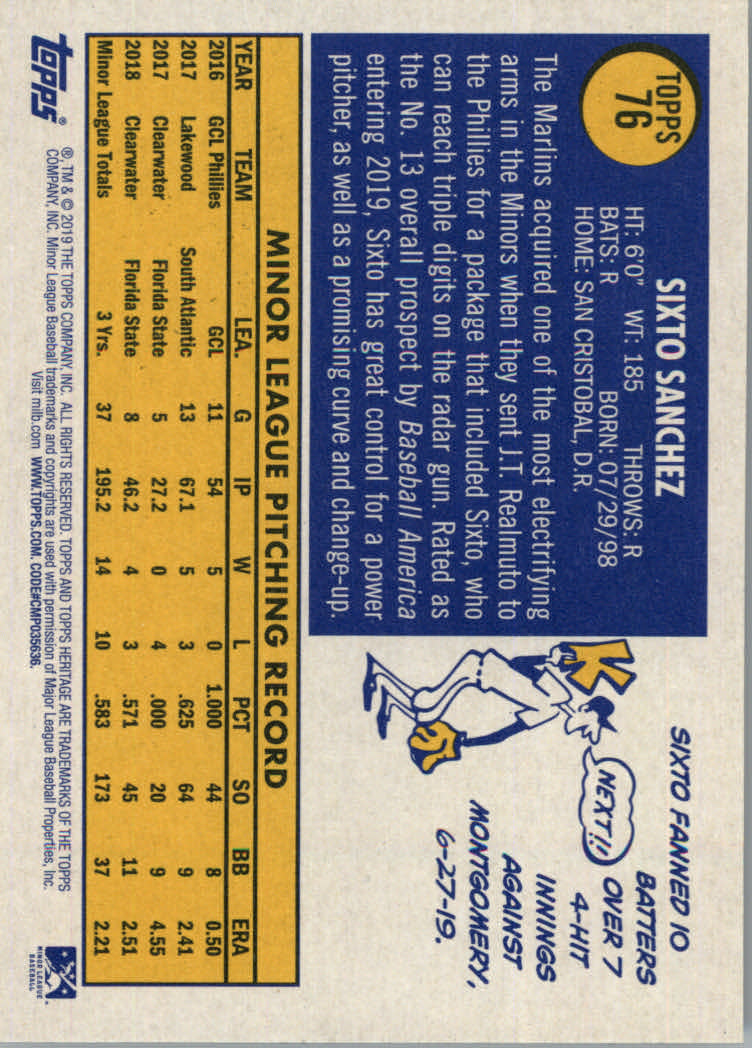 TOPPS
76
SIXTO SANCHEZ
HT: 6'0" WT: 185 THROWS: R
BATS: R BORN: 07/29/98
HOME: SAN CRISTOBAL, D.R.
The Marlins acquired one of the most electrifying
arms in the Minors when they sent J.T. Realmuto to
the Phillies for a package that included Sixto, who
can reach triple digits on the radar gun. Rated as
the No. 13 overall prospect by Baseball America
entering 2019, Sixto has great control for a power
pitcher, as well as a promising curve and change-up.
SIXTO FANNED 10
BATTERS
OVER 7
4-HIT
INNINGS
AGAINST
MONTGOMERY,
6-27-19.
NEXT!!
K
MINOR LEAGUE PITCHING RECORD
YEAR TEAM LEA. G IP W L PCT SO BB ERA
2016 GCL Phillies GCL 11 54 5 0 1.000 44 8 0.50
2017 Lakewood South Atlantic 13 67.1 5 3 .625 64 9 2.41
2017 Clearwater Florida State 5 27.2 0 4 .000 20 9 4.55
2018 Clearwater Florida State 8 46.2 4 3 .571 45 11 2.51
Minor League Totals 3 Yrs. 37 195.2 14 10 .583 173 37 2.21
topps®
®, TM & © 2019 THE TOPPS COMPANY, INC. ALL RIGHTS RESERVED. TOPPS AND TOPPS HERITAGE ARE TRADEMARKS OF THE TOPPS
COMPANY, INC. Minor League Baseball trademarks and copyrights are used with permission of Major League Baseball Properties, Inc.
Visit milb.com WWW.TOPPS.COM. CODE#CMP035636.
MINOR LEAGUE
BASEBALL